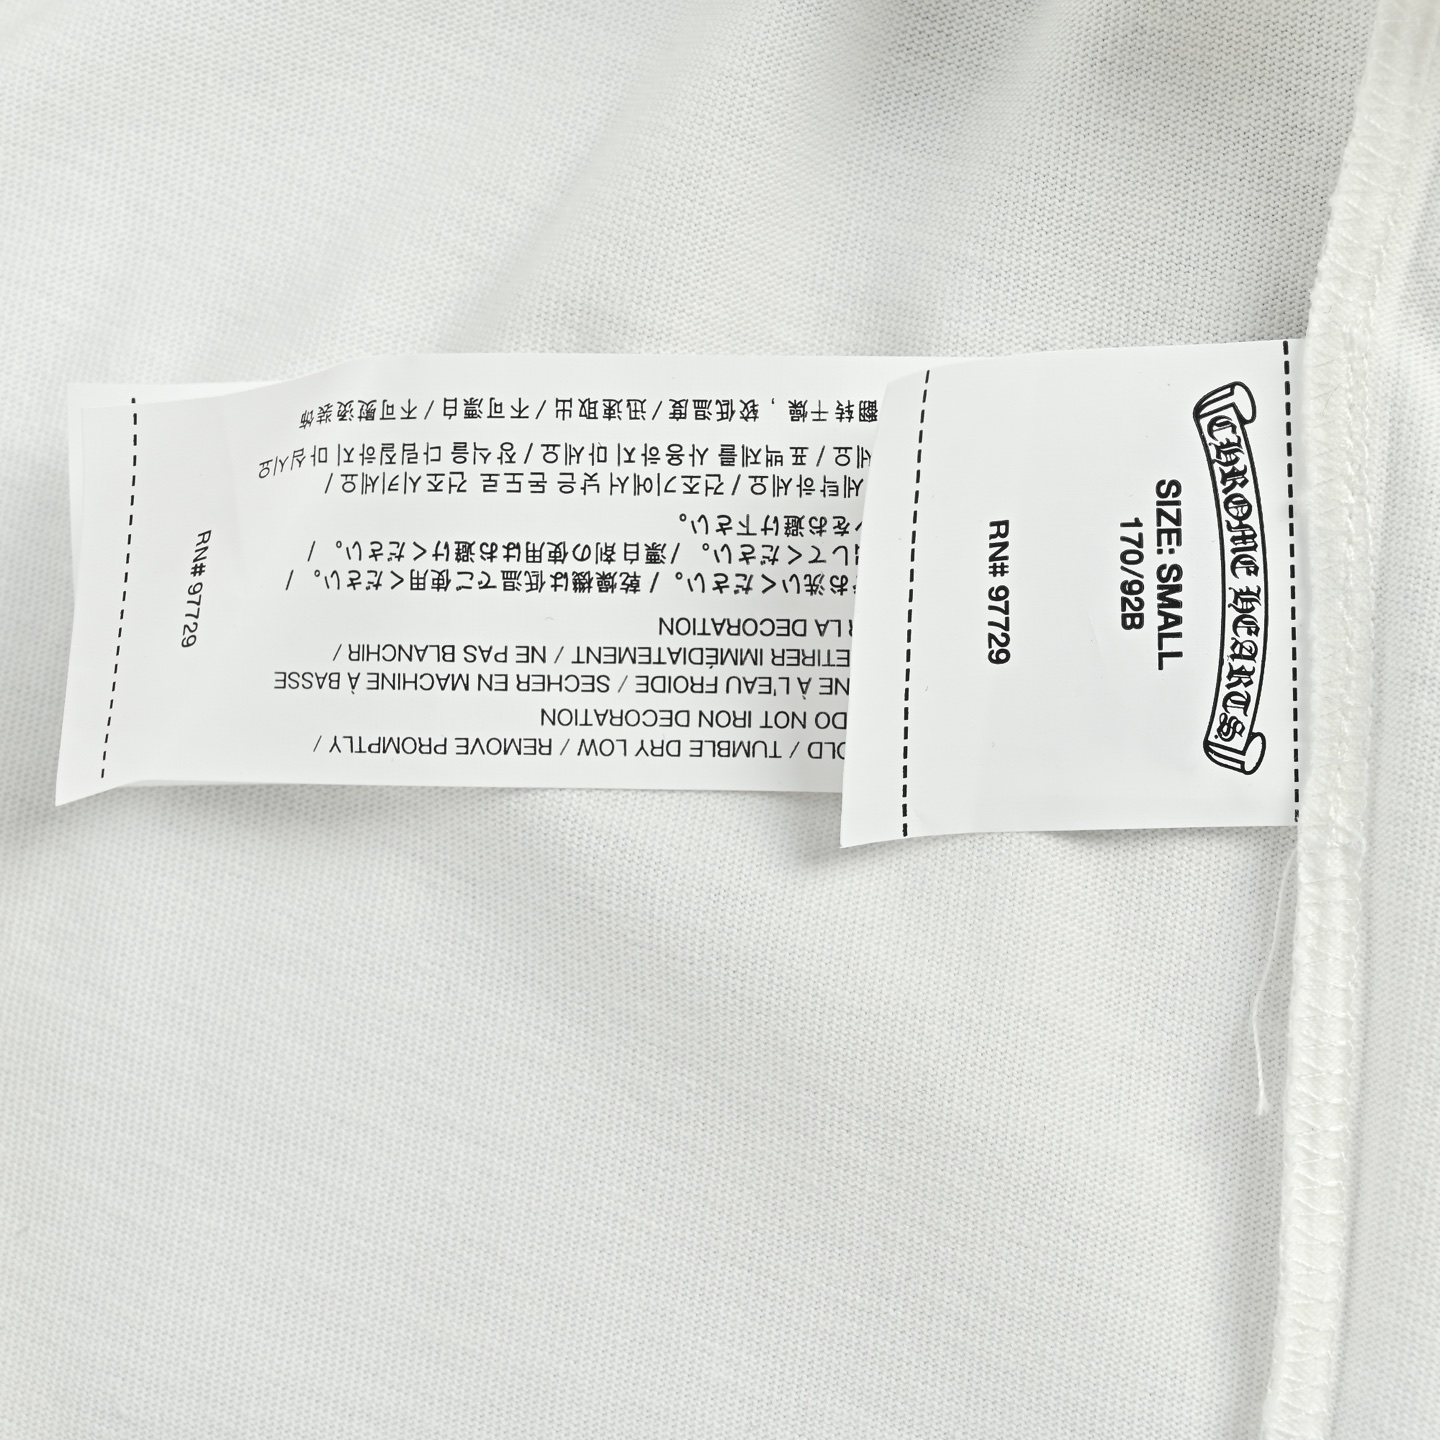 CHROME HEARTS
SIZE: SMALL
170/92B
RN# 97729
OLD / TUMBLE DRY LOW / REMOVE PROMPTLY /
DO NOT IRON DECORATION
NE À L'EAU FROIDE / SECHER EN MACHINE À BASSE
ETIRER IMMÉDIATEMENT / NE PAS BLANCHIR /
R LA DECORATION
お洗いください。 / 乾燥機は低温でご使用ください。 /
してください。 / 漂白剤の使用はお避けください。 /
をお避け下さい。
세탁하세요 / 건조기에서 낮은 온도로 건조시키세요 /
세요 / 표백제를 사용하지 마세요 / 장식을 다림질하지 마십시오
翻转干燥，较低温度 / 迅速取出 / 不可漂白 / 不可熨烫装饰
RN# 97729